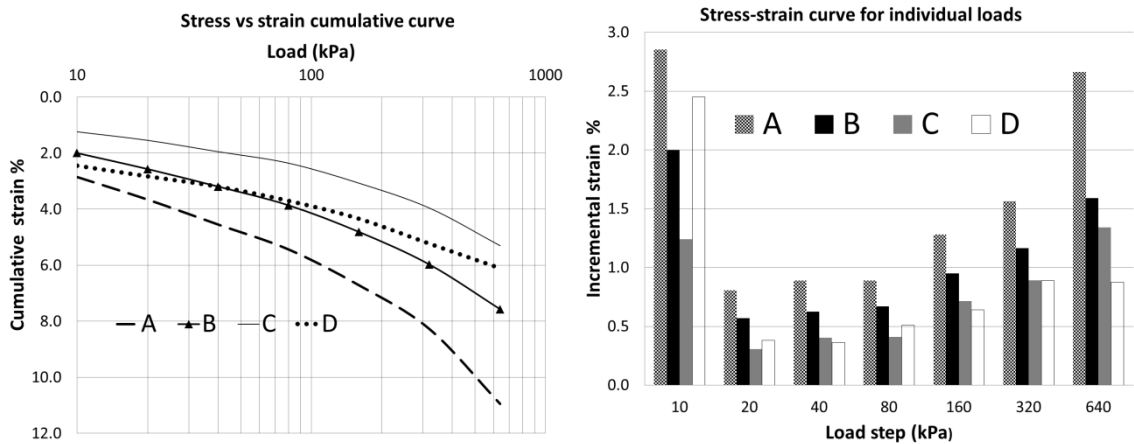 Stress vs strain cumulative curve
Load (kPa)
10 100 1000
0.0
2.0
4.0
6.0
8.0
10.0
12.0
Cumulative strain %
A B C D
Stress-strain curve for individual loads
3.0
2.5
2.0
1.5
1.0
0.5
0.0
Incremental strain %
A B C D
10 20 40 80 160 320 640
Load step (kPa)